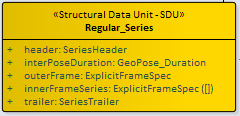 «Structural Data Unit - SDU»
Regular_Series
+ header: SeriesHeader
+ interPoseDuration: GeoPose_Duration
+ outerFrame: ExplicitFrameSpec
+ innerFrameSeries: ExplicitFrameSpec ([])
+ trailer: SeriesTrailer